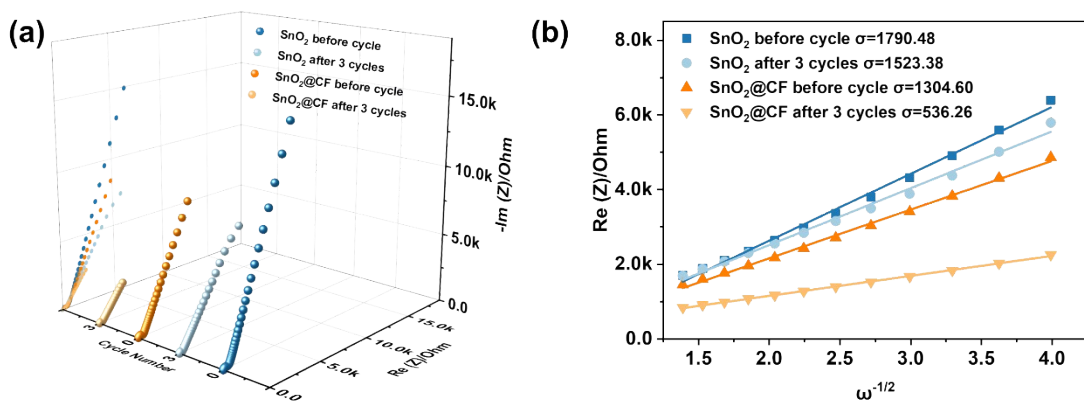 (a)
SnO₂ before cycle
SnO₂ after 3 cycles
SnO₂@CF before cycle
SnO₂@CF after 3 cycles
15.0k
10.0k
5.0k
0.0
-Im (Z)/Ohm
15.0k
10.0k
5.0k
0.0
Re (Z)/Ohm
3
0
3
0
Cycle Number
(b)
SnO₂ before cycle σ=1790.48
SnO₂ after 3 cycles σ=1523.38
SnO₂@CF before cycle σ=1304.60
SnO₂@CF after 3 cycles σ=536.26
8.0k
6.0k
4.0k
2.0k
0.0
Re (Z)/Ohm
1.5 2.0 2.5 3.0 3.5 4.0
ω⁻¹/²